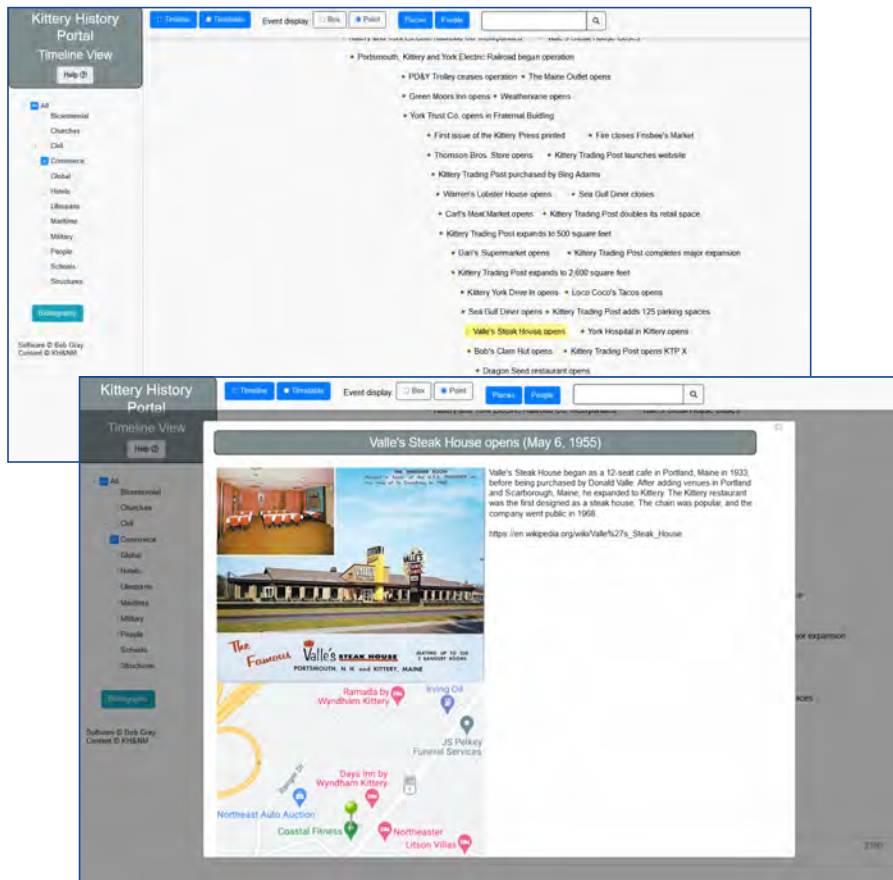 Kittery History
Portal
Timeline View
Help
Timeline
Timetable
Event display:
Box
Point
Places
People
All
Bicentennial
Churches
Civil
Commerce
Global
Hotels
Lifespans
Maritime
Military
People
Schools
Structures
Bibliography
Software © Bob Gray
Content © KH&NM
Portsmouth, Kittery and York Electric Railroad began operation
PD&Y Trolley ceases operation
The Maine Outlet opens
Green Moors Inn opens
Weathervane opens
York Trust Co. opens in Fraternal Buidling
First issue of the Kittery Press printed
Fire closes Frisbee's Market
Thomson Bros. Store opens
Kittery Trading Post launches website
Kittery Trading Post purchased by Bing Adams
Warren's Lobster House opens
Sea Gull Diner closes
Carl's Meat Market opens
Kittery Trading Post doubles its retail space
Kittery Trading Post expands to 500 square feet
Dan's Supermarket opens
Kittery Trading Post completes major expansion
Kittery Trading Post expands to 2,600 square feet
Kittery York Drive In opens
Loco Coco's Tacos opens
Sea Gull Diner opens
Kittery Trading Post adds 125 parking spaces
Valle's Steak House opens
York Hospital in Kittery opens
Bob's Clam Hut opens
Kittery Trading Post opens KTP X
Dragon Seed restaurant opens
Kittery History
Portal
Timeline View
Help
Timeline
Timetable
Event display:
Box
Point
Places
People
All
Bicentennial
Churches
Civil
Commerce
Global
Hotels
Lifespans
Maritime
Military
People
Schools
Structures
Bibliography
Software © Bob Gray
Content © KH&NM
Valle's Steak House opens (May 6, 1955)
Valle's Steak House began as a 12-seat cafe in Portland, Maine in 1933,
before being purchased by Donald Valle. After adding venues in Portland
and Scarborough, Maine, he expanded to Kittery. The Kittery restaurant
was the first designed as a steak house. The chain was popular, and the
company went public in 1968.
https://en.wikipedia.org/wiki/Valle%27s_Steak_House
The Famous Valle's STEAK HOUSE
SEATING UP TO
BANQUET ROOMS
PORTSMOUTH, N. H. and KITTERY, MAINE
Ramada by
Wyndham Kittery
Irving Oil
JS Pelkey
Funeral Services
Ranger St
Days Inn by
Wyndham Kittery
Northeast Auto Auction
Coastal Fitness
Northeaster
Litson Villas
jor expansion
aces
2100